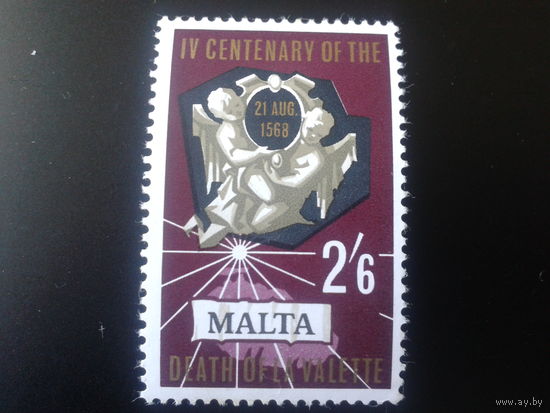 IV CENTENARY OF THE
21 AUG.
1568
2'/6
MALTA
DEATH OF LA VALETTE
www.ay.by